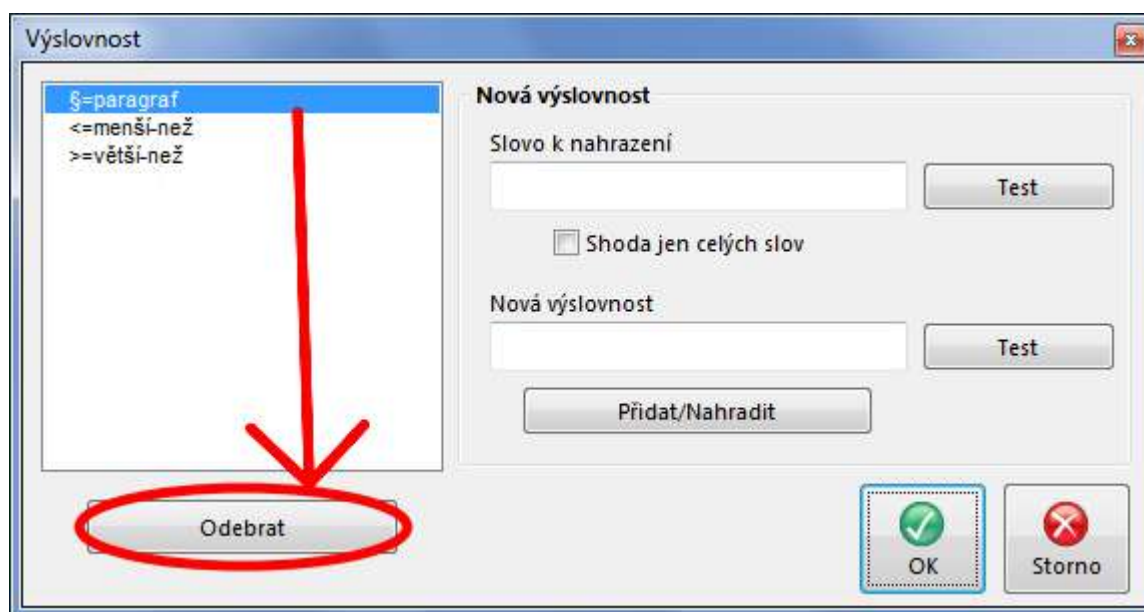 Výslovnost
§=paragraf
<=menší-než
>=větší-než
Odebrat
Nová výslovnost
Slovo k nahrazení
Test
Shoda jen celých slov
Nová výslovnost
Test
Přidat/Nahradit
OK
Storno